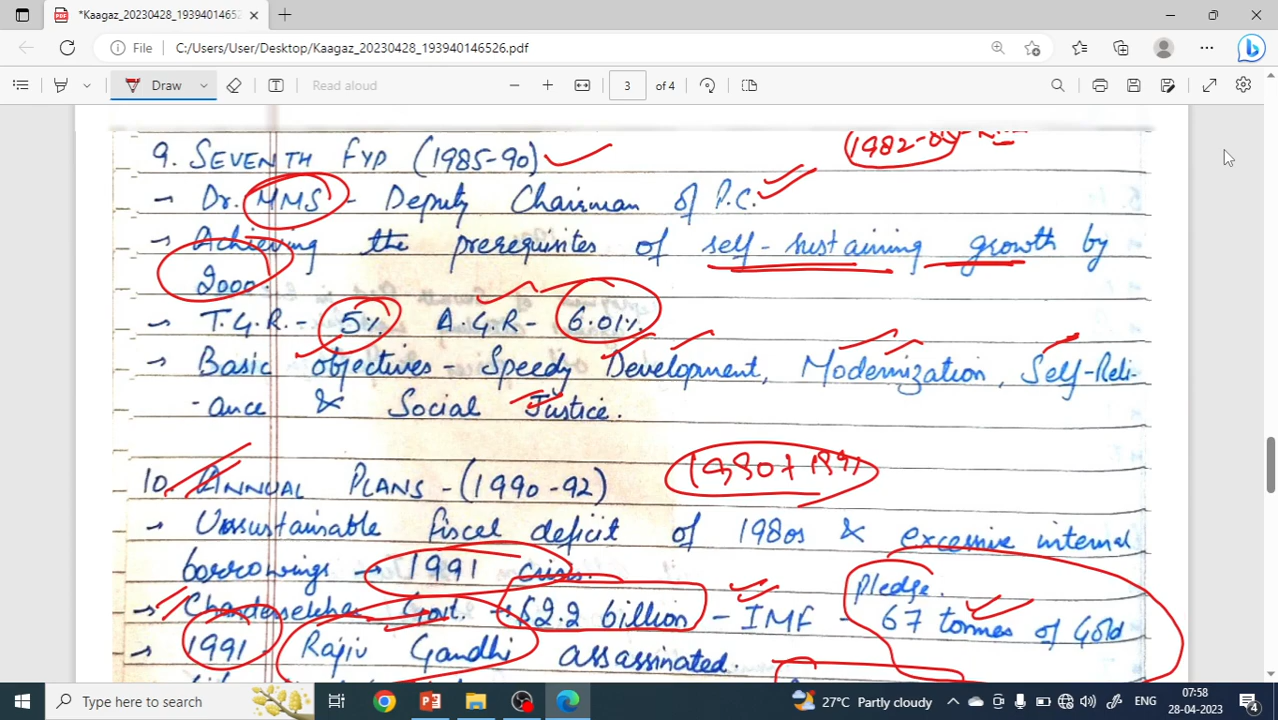 *Kaagaz_20230428_193940146526
File
C:/Users/User/Desktop/Kaagaz_20230428_193940146526.pdf
Draw
Read aloud
3
of 4
9. SEVENTH FYP (1985-90)
→ Dr. MMS - Deputy Chairman of P.C.
→ Achieving the prerequisites of self-sustaining growth by
2000.
→ T.G.R. - 5% A.G.R - 6.01%.
→ Basic objectives - Speedy Development, Modernization, Self-Reli-
-ance & Social Justice.
10. ANNUAL PLANS - (1990-92) 1990+1991
→ Unsustainable fiscal deficit of 1980s & excessive internal
borrowings → 1991 crisis.
Pledge.
→ Chandrasekhar Govt. → $2.2 billion - IMF - 67 tonnes of Gold
→ 1991 Rajiv Gandhi assassinated.
Type here to search
27°C Partly cloudy
ENG
07:58
28-04-2023
4